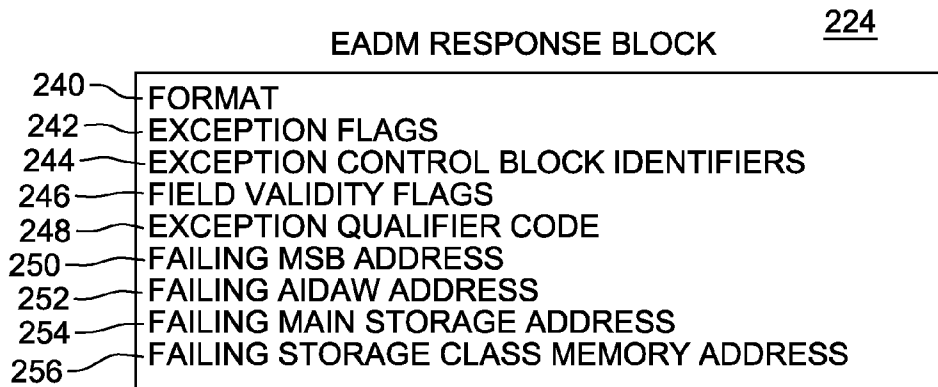 224
EADM RESPONSE BLOCK
240 FORMAT
242 EXCEPTION FLAGS
244 EXCEPTION CONTROL BLOCK IDENTIFIERS
246 FIELD VALIDITY FLAGS
248 EXCEPTION QUALIFIER CODE
250 FAILING MSB ADDRESS
252 FAILING AIDAW ADDRESS
254 FAILING MAIN STORAGE ADDRESS
256 FAILING STORAGE CLASS MEMORY ADDRESS